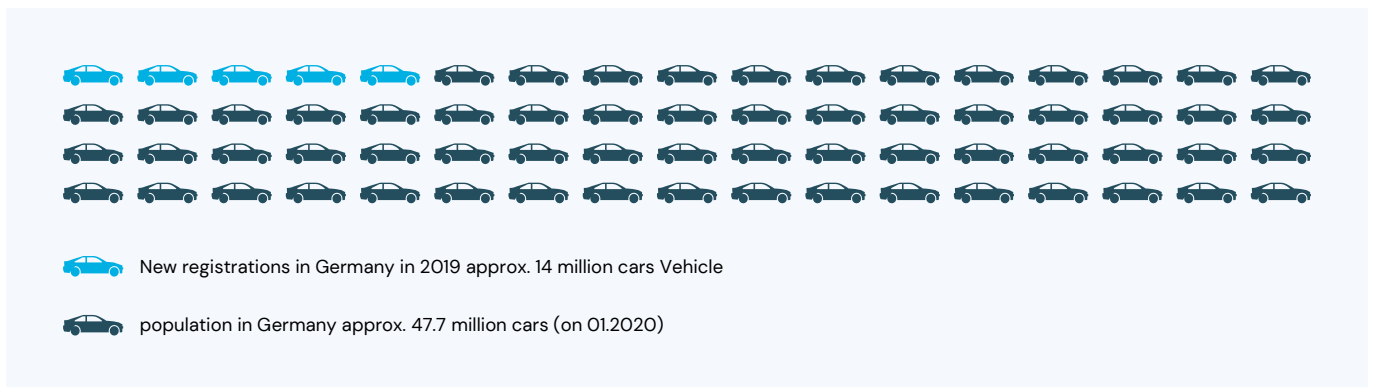 New registrations in Germany in 2019 approx. 14 million cars Vehicle
population in Germany approx. 47.7 million cars (on 01.2020)